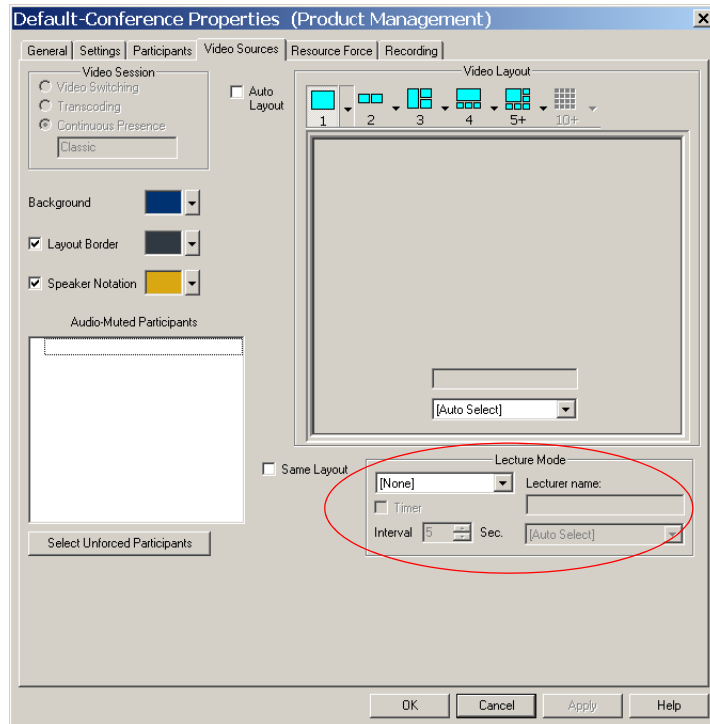 Default-Conference Properties (Product Management)
General Settings Participants Video Sources Resource Force Recording
Video Session
Video Switching
Transcoding
Continuous Presence
Classic
Auto
Layout
Video Layout
1 2 3 4 5+ 10+
Background
Layout Border
Speaker Notation
Audio-Muted Participants
[Auto Select]
Same Layout
Lecture Mode
[None]
Lecturer name:
Timer
Interval 5 Sec.
[Auto Select]
Select Unforced Participants
OK Cancel Apply Help